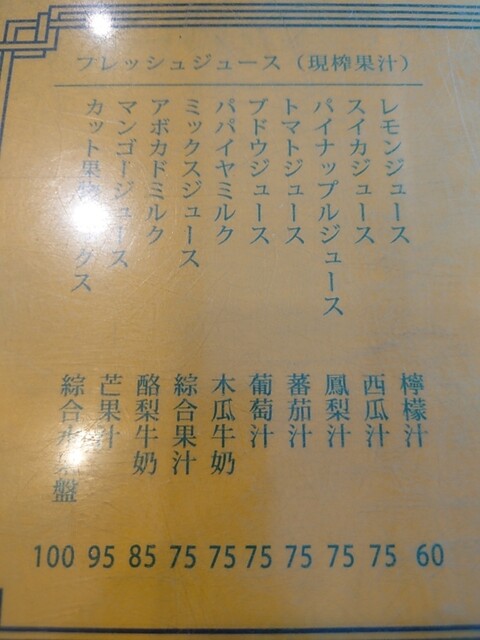 フレッシュジュース（現榨果汁）
レモンジュース 檸檬汁 60
スイカジュース 西瓜汁 75
パイナップルジュース 鳳梨汁 75
トマトジュース 蕃茄汁 75
ブドウジュース 葡萄汁 75
パパイヤミルク 木瓜牛奶 75
ミックスジュース 綜合果汁 75
アボカドミルク 酪梨牛奶 85
マンゴージュース 芒果汁 95
カット果 クス 綜合水果盤 100